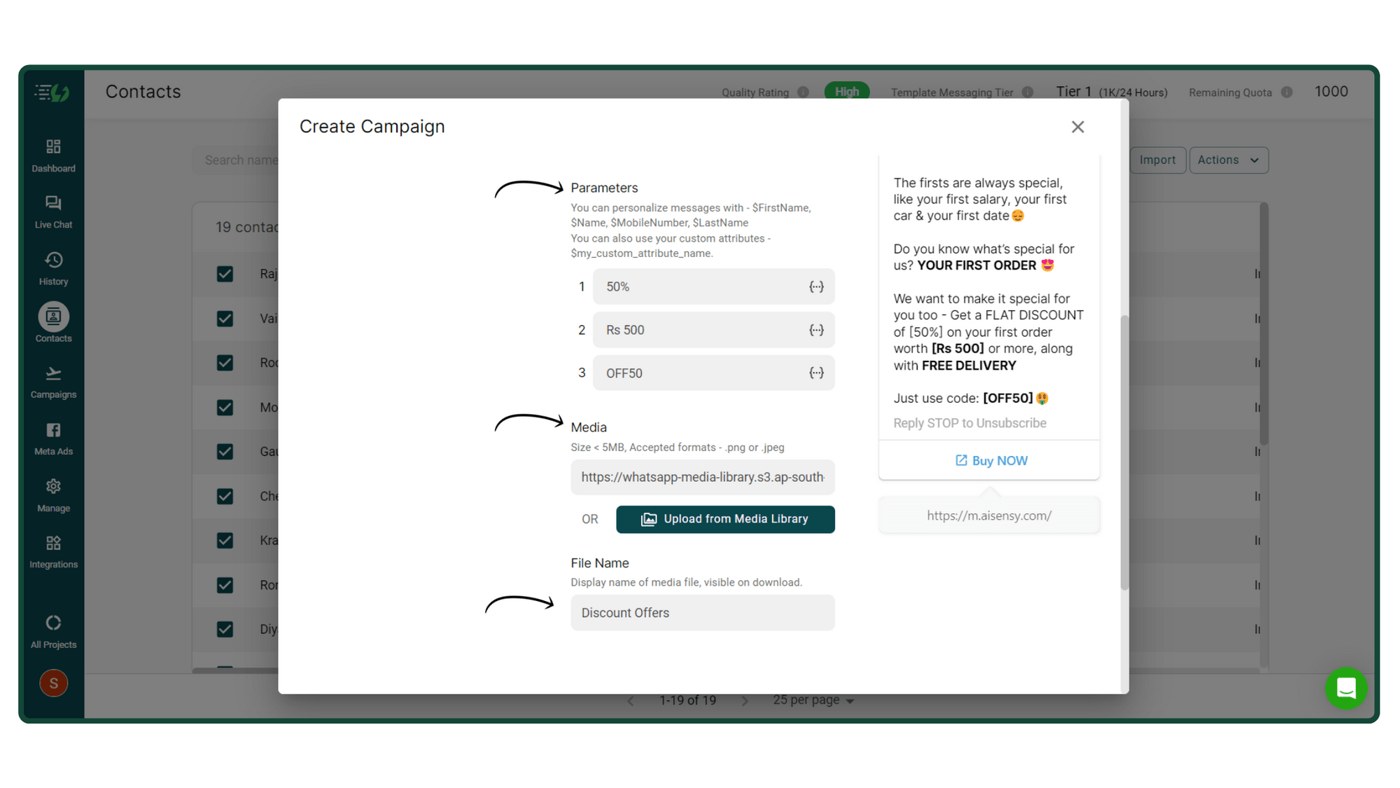 Contacts
Quality Rating
High
Template Messaging Tier
Tier 1 (1K/24 Hours)
Remaining Quota
1000
Dashboard
Live Chat
History
Contacts
Campaigns
Meta Ads
Manage
Integrations
All Projects
S
Search name
Import
Actions
19
Create Campaign
Parameters
You can personalize messages with - $FirstName,
$Name, $MobileNumber, $LastName
You can also use your custom attributes -
$my_custom_attribute_name.
1 50% {...}
2 Rs 500 {...}
3 OFF50 {...}
Media
Size < 5MB, Accepted formats - .png or .jpeg
https://whatsapp-media-library.s3.ap-south-
OR
Upload from Media Library
File Name
Display name of media file, visible on download.
Discount Offers
The firsts are always special,
like your first salary, your first
car & your first date😊
Do you know what's special for
us? YOUR FIRST ORDER 😍
We want to make it special for
you too - Get a FLAT DISCOUNT
of [50%] on your first order
worth [Rs 500] or more, along
with FREE DELIVERY
Just use code: [OFF50]🤑
Reply STOP to Unsubscribe
Buy NOW
https://m.aisensy.com/
1-19 of 19
25 per page